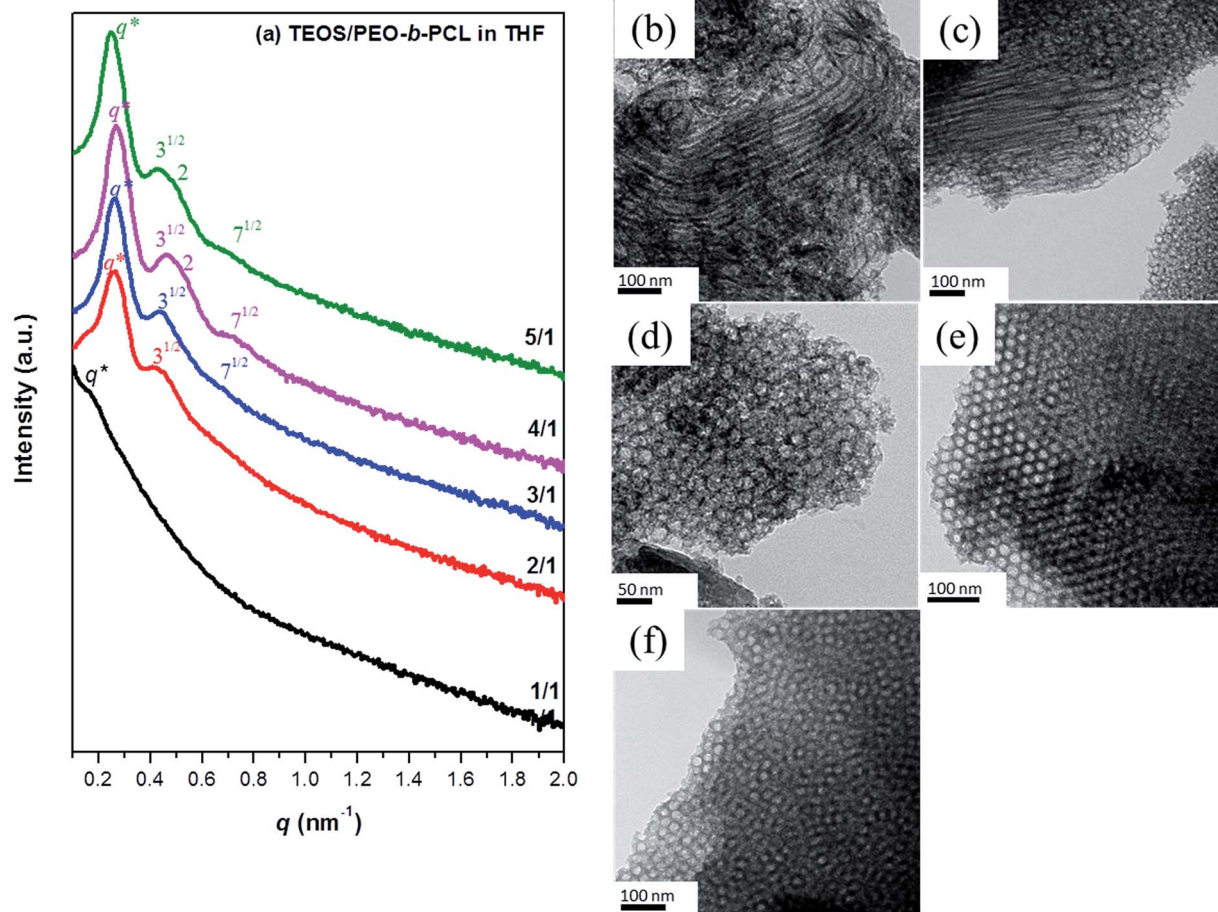 (a) TEOS/PEO-b-PCL in THF
q*
3^1/2
2
7^1/2
5/1
q*
3^1/2
2
7^1/2
4/1
q*
3^1/2
7^1/2
3/1
q*
3^1/2
2/1
q*
1/1
Intensity (a.u.)
0.2 0.4 0.6 0.8 1.0 1.2 1.4 1.6 1.8 2.0
q (nm^-1)
(b)
100 nm
(c)
100 nm
(d)
50 nm
(e)
100 nm
(f)
100 nm